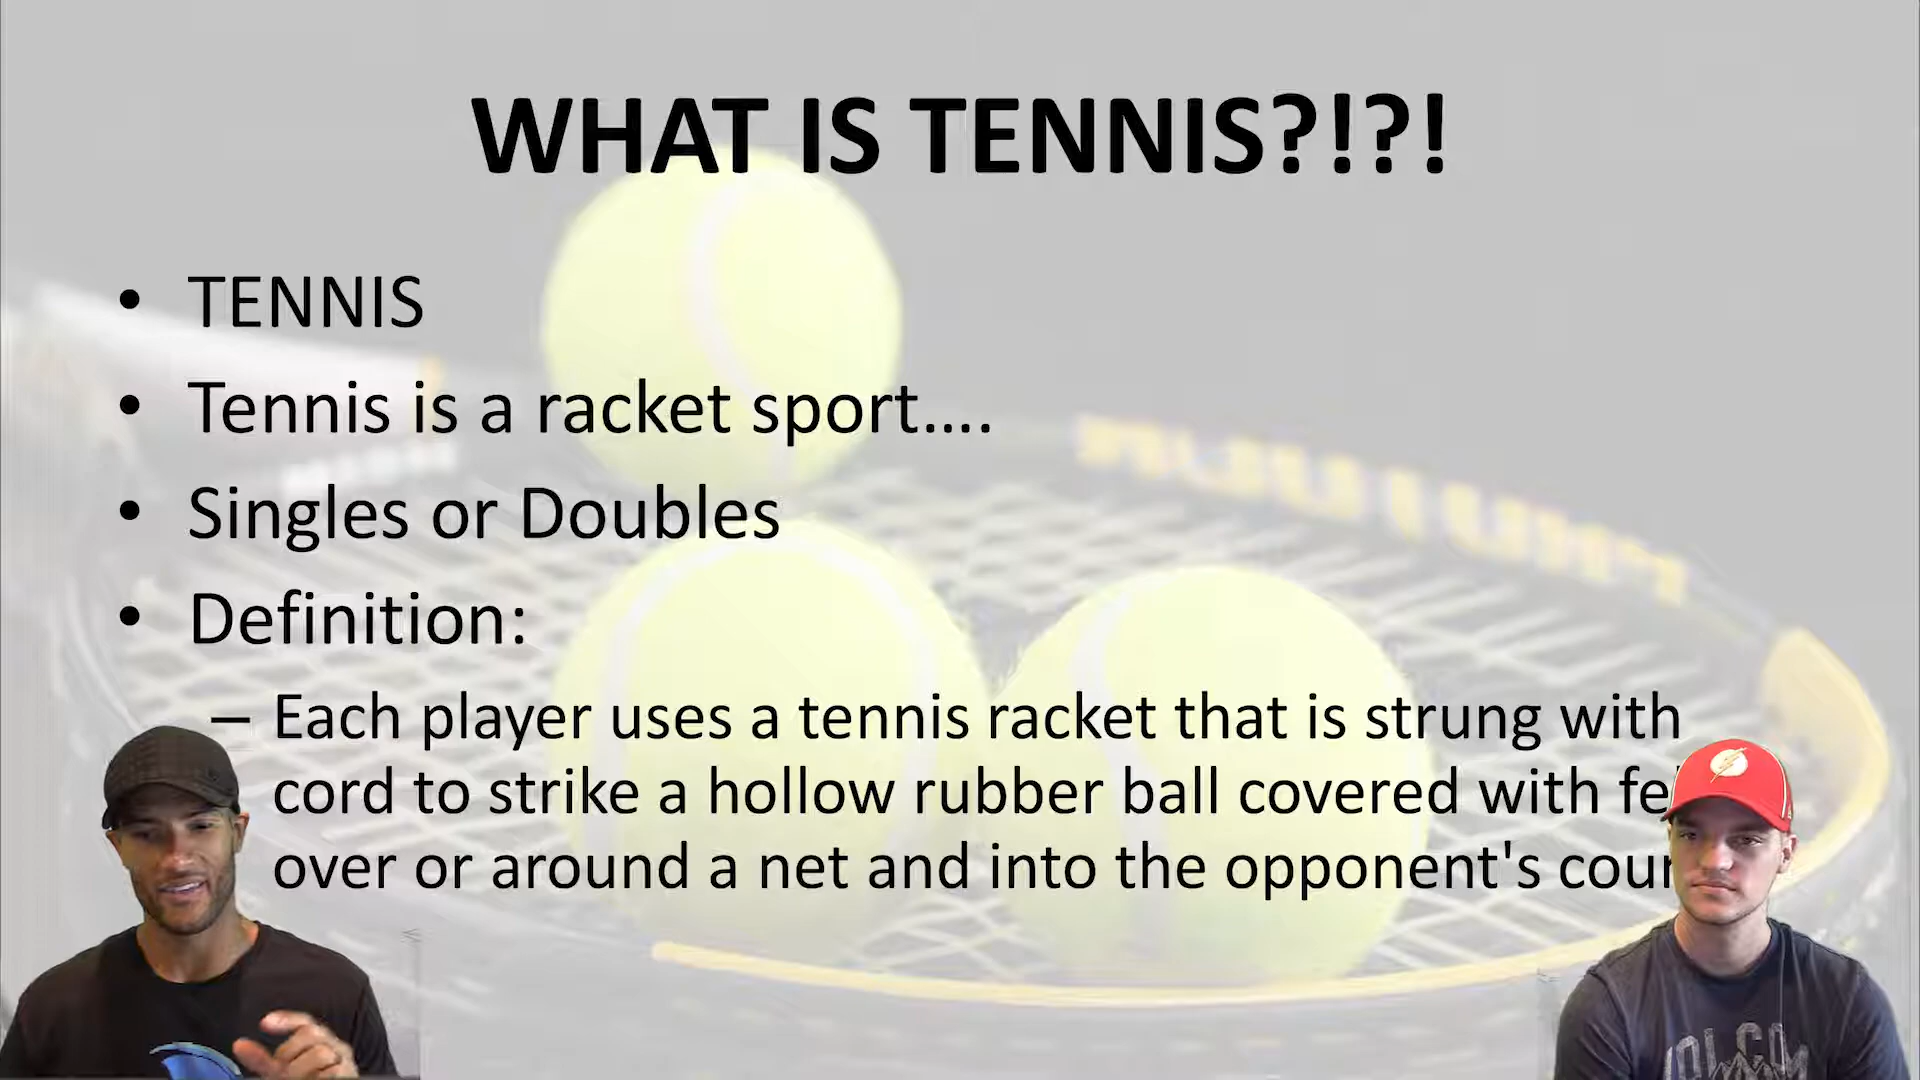 WHAT IS TENNIS?!?!
• TENNIS
• Tennis is a racket sport....
• Singles or Doubles
• Definition:
– Each player uses a tennis racket that is strung with
cord to strike a hollow rubber ball covered with
over or around a net and into the opponent's